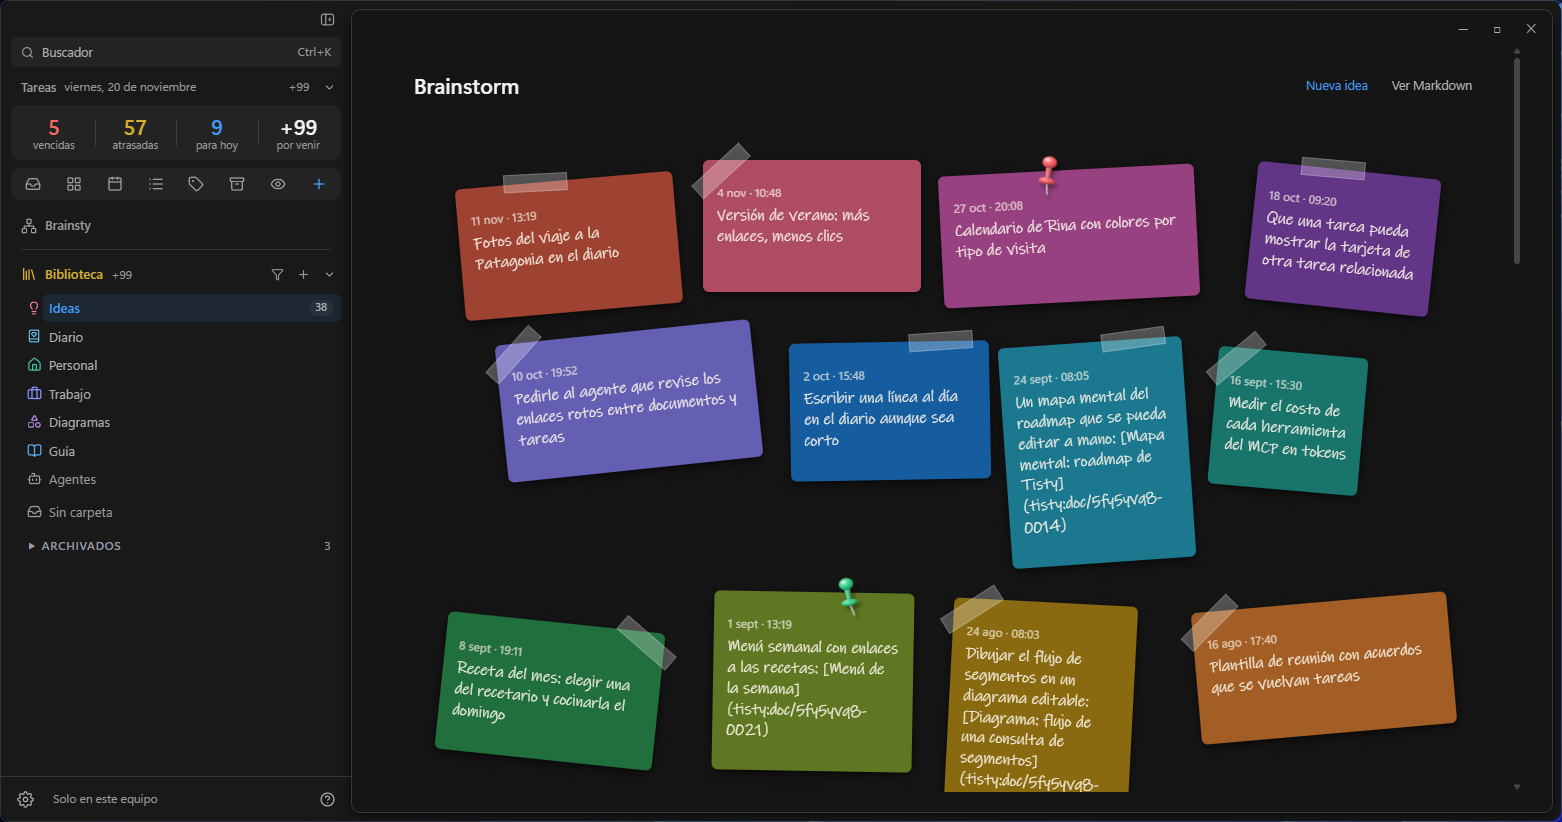 Buscador
Ctrl+K
Tareas viernes, 20 de noviembre +99
5 57 9 +99
vencidas atrasadas para hoy por venir
Brainsty
Biblioteca +99
Ideas 38
Diario
Personal
Trabajo
Diagramas
Guía
Agentes
Sin carpeta
ARCHIVADOS 3
Solo en este equipo
Brainstorm
Nueva idea Ver Markdown
11 nov · 13:19
Fotos del viaje a la
Patagonia en el diario
4 nov · 10:48
Versión de verano: más
enlaces, menos clics
27 oct · 20:08
Calendario de Rina con colores por
tipo de visita
18 oct · 09:20
Que una tarea pueda
mostrar la tarjeta de
otra tarea relacionada
10 oct · 19:52
Pedirle al agente que revise los
enlaces rotos entre documentos y
tareas
2 oct · 15:48
Escribir una línea al día
en el diario aunque sea
corto
24 sept · 08:05
Un mapa mental del
roadmap que se pueda
editar a mano: [Mapa
mental: roadmap de
Tisty]
(tisty:doc/5fy5yvq8-
0014)
16 sept · 15:30
Medir el costo de
cada herramienta
del MCP en tokens
8 sept · 19:11
Receta del mes: elegir una
del recetario y cocinarla el
domingo
1 sept · 13:19
Menú semanal con enlaces
a las recetas: [Menú de
la semana]
(tisty:doc/5fy5yvq8-
0021)
24 ago · 08:03
Dibujar el flujo de
segmentos en un
diagrama editable:
[Diagrama: flujo de
una consulta de
segmentos]
(tisty:doc/5fy5yvq8-
16 ago · 17:40
Plantilla de reunión con acuerdos
que se vuelvan tareas